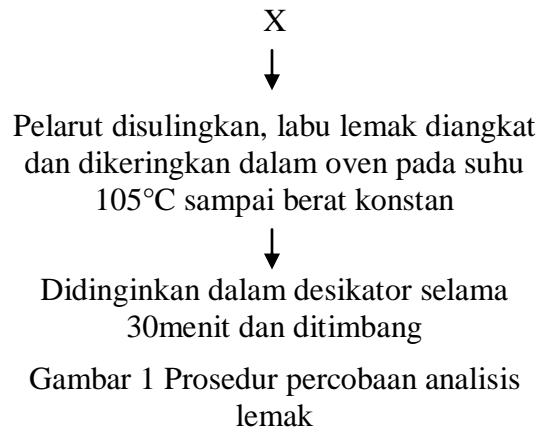 X
Pelarut disulingkan, labu lemak diangkat
dan dikeringkan dalam oven pada suhu
105°C sampai berat konstan
Didinginkan dalam desikator selama
30menit dan ditimbang
Gambar 1 Prosedur percobaan analisis
lemak